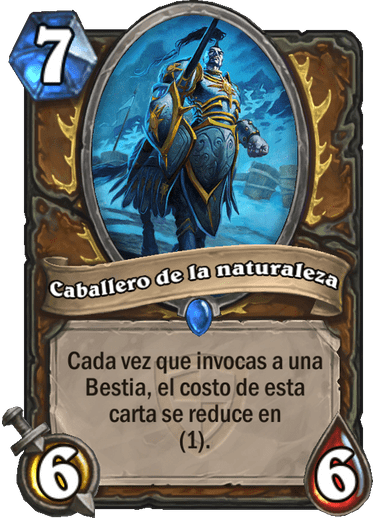 7
Caballero de la naturaleza
Cada vez que invocas a una
Bestia, el costo de esta
carta se reduce en
(1).
6 6